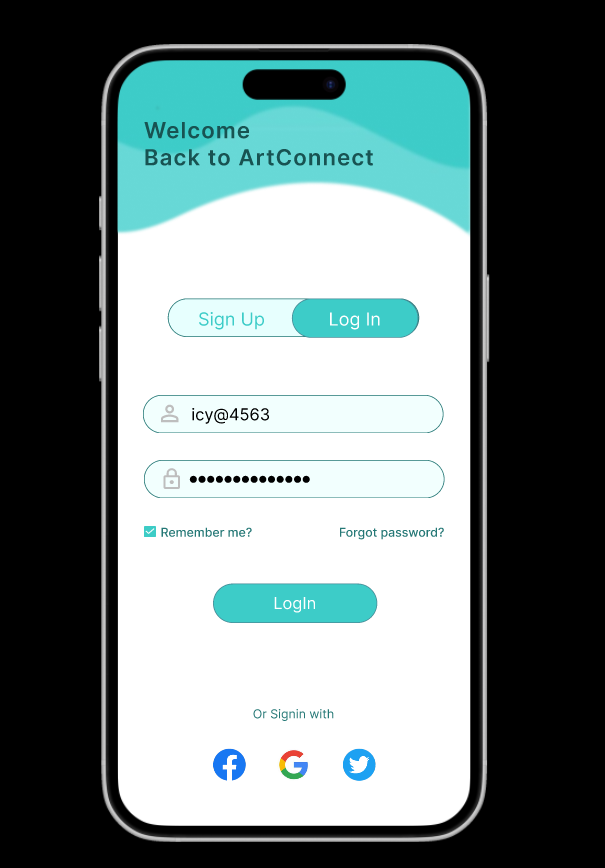 Welcome
Back to ArtConnect
Sign Up
Log In
icy@4563
••••••••••••••
Remember me?
Forgot password?
LogIn
Or Signin with